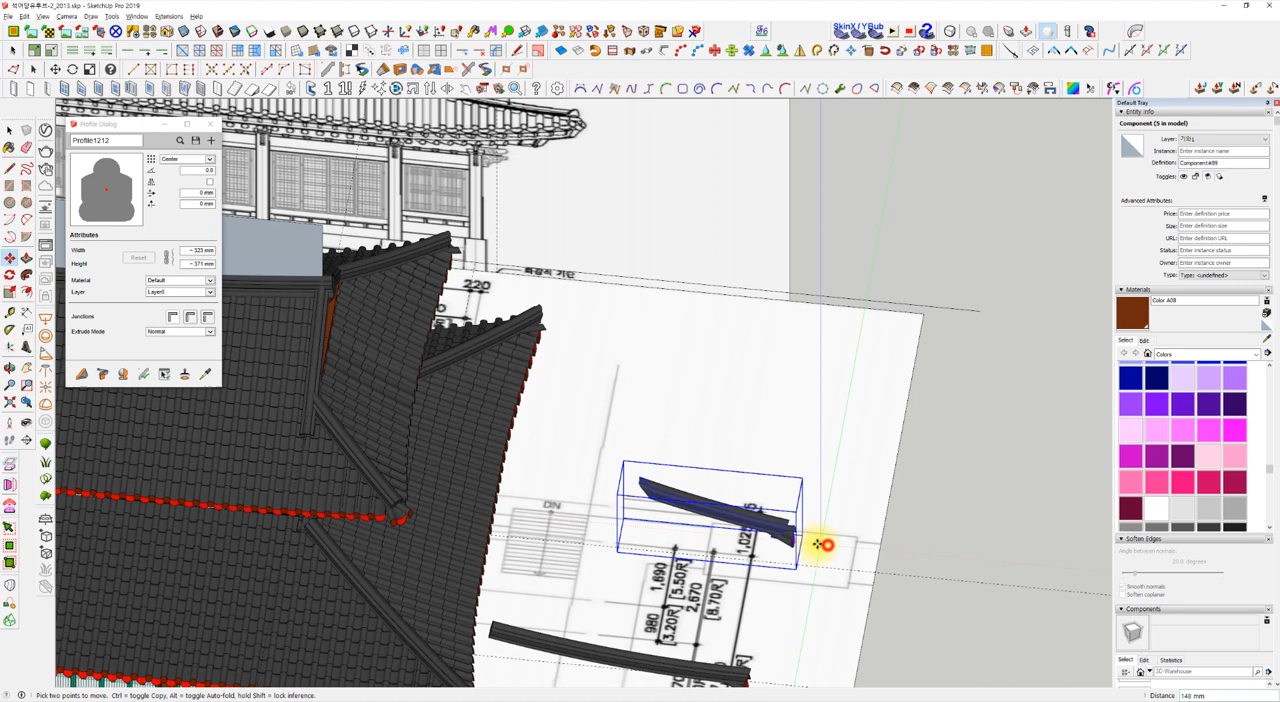 석어당유투브-2_2013.skp - SketchUp Pro 2019
File Edit View Camera Draw Tools Window Extensions Help
SkinX/YBub
Profile Dialog
Profile1212
Center
0.0
0 mm
0 mm
Attributes
Width
~ 323 mm
Reset
Height
~ 371 mm
Material
Default
Layer
Layer0
Junctions
Extrude Mode
Normal
220
DN
1,690
[5.50R]
2,670
[8.70R]
980
[3.20R]
Default Tray
Entity Info
Component (5 in model)
Layer:
Instance: Enter instance name
Definition: Component#89
Toggles:
Advanced Attributes:
Price: Enter definition price
Size: Enter definition size
URL: Enter definition URL
Status: Enter instance status
Owner: Enter instance owner
Type: Type: <undefined>
Materials
Color A08
Select Edit
Colors
Soften Edges
Angle between normals:
20.0 degrees
Smooth normals
Soften coplanar
Components
Select Edit Statistics
3D Warehouse
Pick two points to move. Ctrl = toggle Copy, Alt = toggle Auto-fold, hold Shift = lock inference.
Distance 148 mm